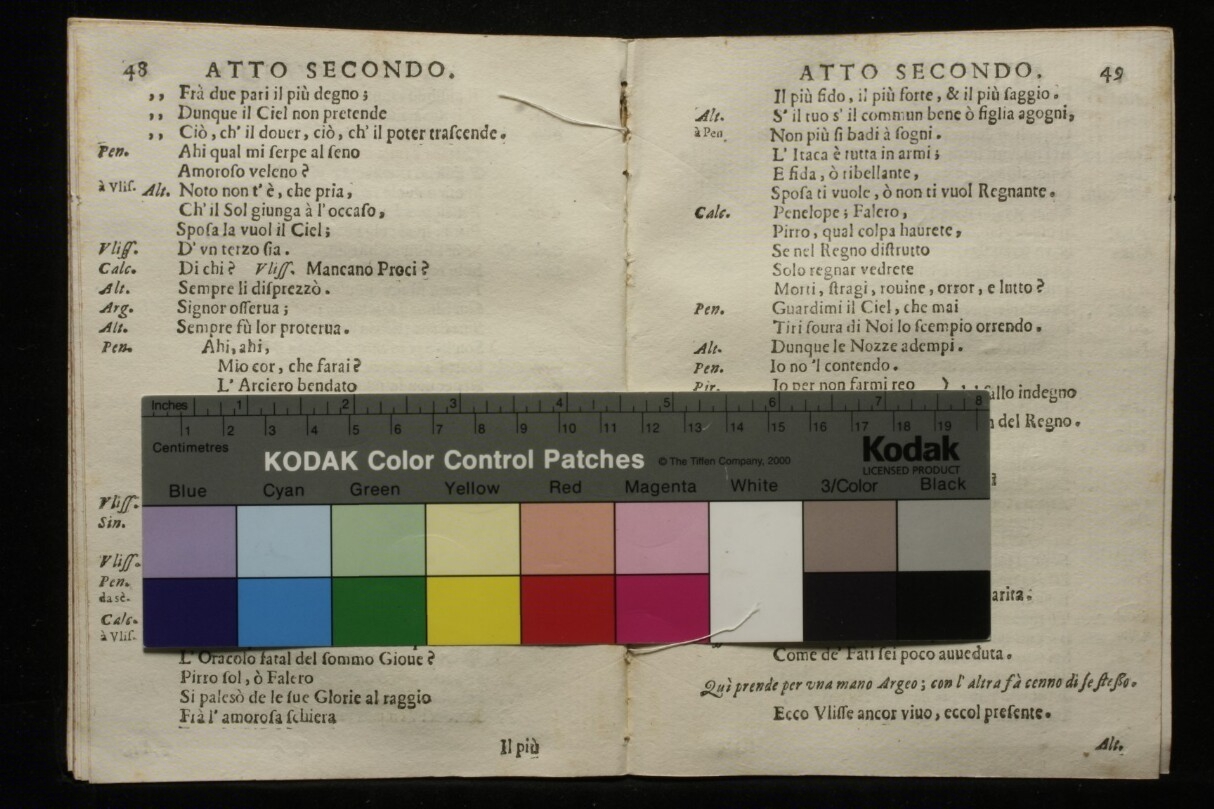 48 ATTO SECONDO.
,, Frà due pari il più degno;
,, Dunque il Ciel non pretende
,, Ciò, ch' il douer, ciò, ch' il poter traſcende.
Pen. Ahi qual mi ſerpe al ſeno
Amoroſo veleno?
à Vliſ. Alt. Noto non t' è, che pria,
Ch' il Sol giunga à l' occaſo,
Spoſa la vuol il Ciel;
Vliſſ. D' vn terzo ſia.
Calc. Di chi? Vliſſ. Mancano Proci?
Alt. Sempre li diſprezzò.
Arg. Signor oſſerua;
Alt. Sempre fù lor proterua.
Pen. Ahi, ahi,
Mio cor, che farai?
L' Arciero bendato
Vliſſ.
Sin.
Vliſſ.
Pen.
da sè.
Calc.
à Vliſ.
L' Oracolo fatal del ſommo Gioue?
Pirro ſol, ò Falero
Si palesò de le ſue Glorie al raggio
Frà l' amoroſa ſchiera
Il più
ATTO SECONDO. 49
Il più fido, il più forte, & il più ſaggio.
Alt. S' il tuo s' il commun bene ò figlia agogni,
à Pen. Non più ſi badi à ſogni.
L' Itaca è tutta in armi;
E fida, ò ribellante,
Spoſa ti vuole, ò non ti vuol Regnante.
Calc. Penelope; Falero,
Pirro, qual colpa haurete,
Se nel Regno diſtrutto
Solo regnar vedrete
Morti, ſtragi, rouine, orror, e lutto?
Pen. Guardimi il Ciel, che mai
Tiri ſoura di Noi lo ſcempio orrendo.
Alt. Dunque le Nozze adempi.
Pen. Io no 'l contendo.
Pir. Io per non farmi reo } fallo indegno
del Regno.
?
arita:
Come de' Fati ſei poco auueduta.
Quì prende per vna mano Argeo; con l' altra fà cenno di ſe ſteßo.
Ecco Vliſſe ancor viuo, eccol preſente.
Alt.
Inches 1 2 3 4 5 6 7 8
1 2 3 4 5 6 7 8 9 10 11 12 13 14 15 16 17 18 19
Centimetres
KODAK Color Control Patches © The Tiffen Company, 2000 Kodak
LICENSED PRODUCT
Blue Cyan Green Yellow Red Magenta White 3/Color Black